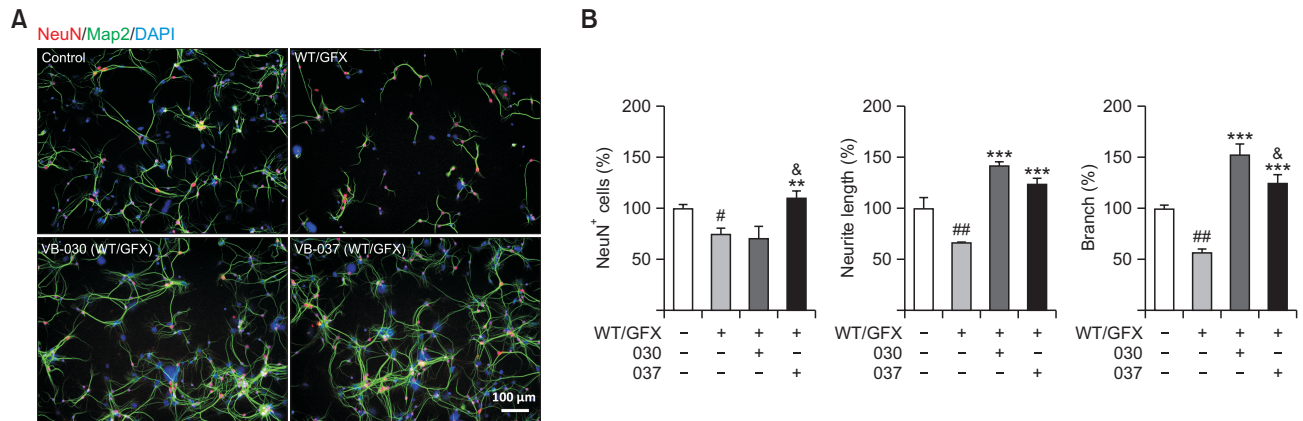 A
NeuN/Map2/DAPI
Control
WT/GFX
VB-030 (WT/GFX)
VB-037 (WT/GFX)
100 µm
B
200
150
100
50
NeuN⁺ cells (%)
#
&
**
WT/GFX − + + +
030 − − + −
037 − − − +
200
150
100
50
Neurite length (%)
##
***
***
WT/GFX − + + +
030 − − + −
037 − − − +
200
150
100
50
Branch (%)
##
***
&
***
WT/GFX − + + +
030 − − + −
037 − − − +